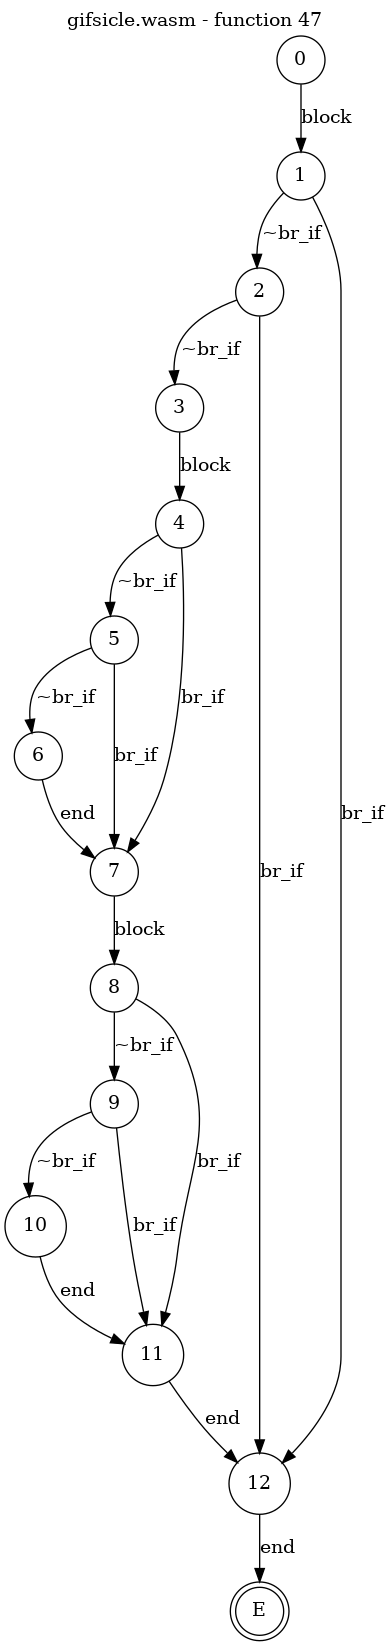 gifsicle.wasm - function 47
0
block
1
~br_if
2
~br_if
3
block
4
~br_if
5
~br_if
br_if
6
br_if
end
br_if
br_if
7
block
br_if
8
~br_if
9
~br_if
br_if
10
br_if
end
11
end
12
end
E